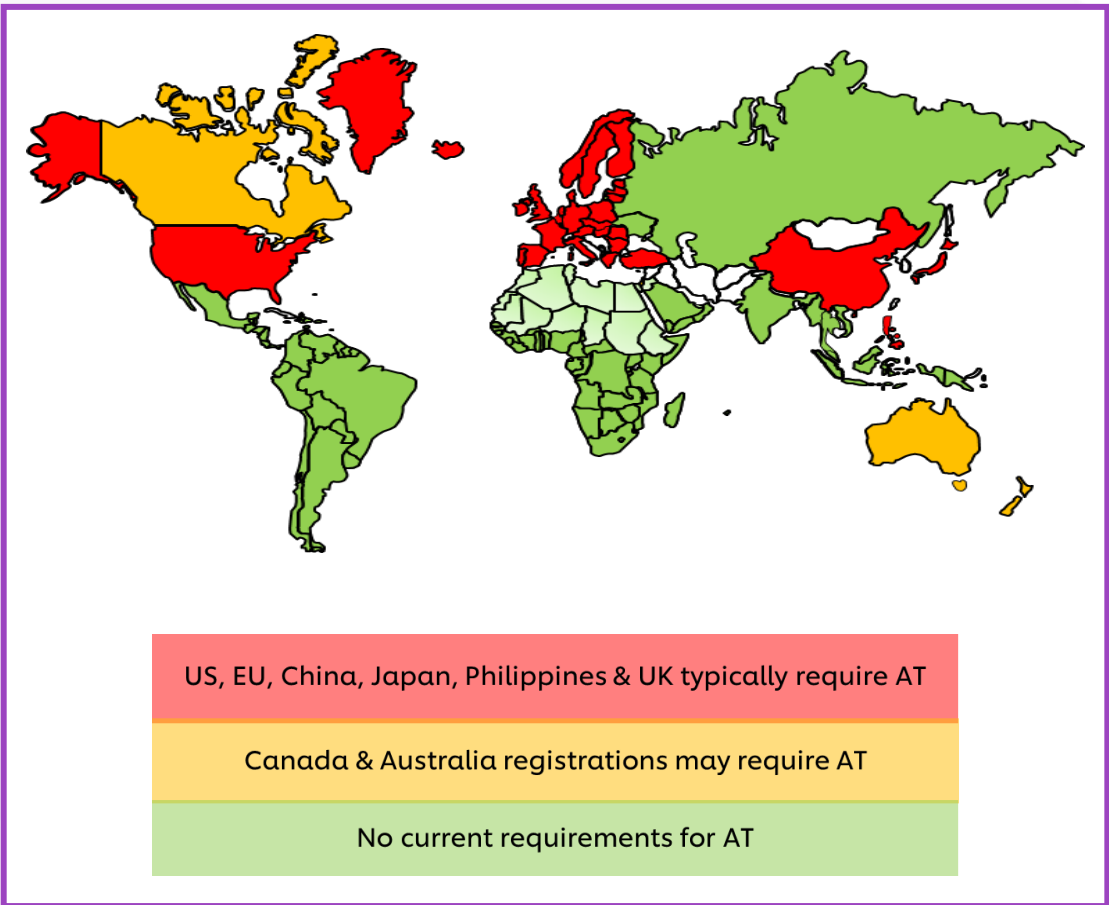 US, EU, China, Japan, Philippines & UK typically require AT
Canada & Australia registrations may require AT
No current requirements for AT